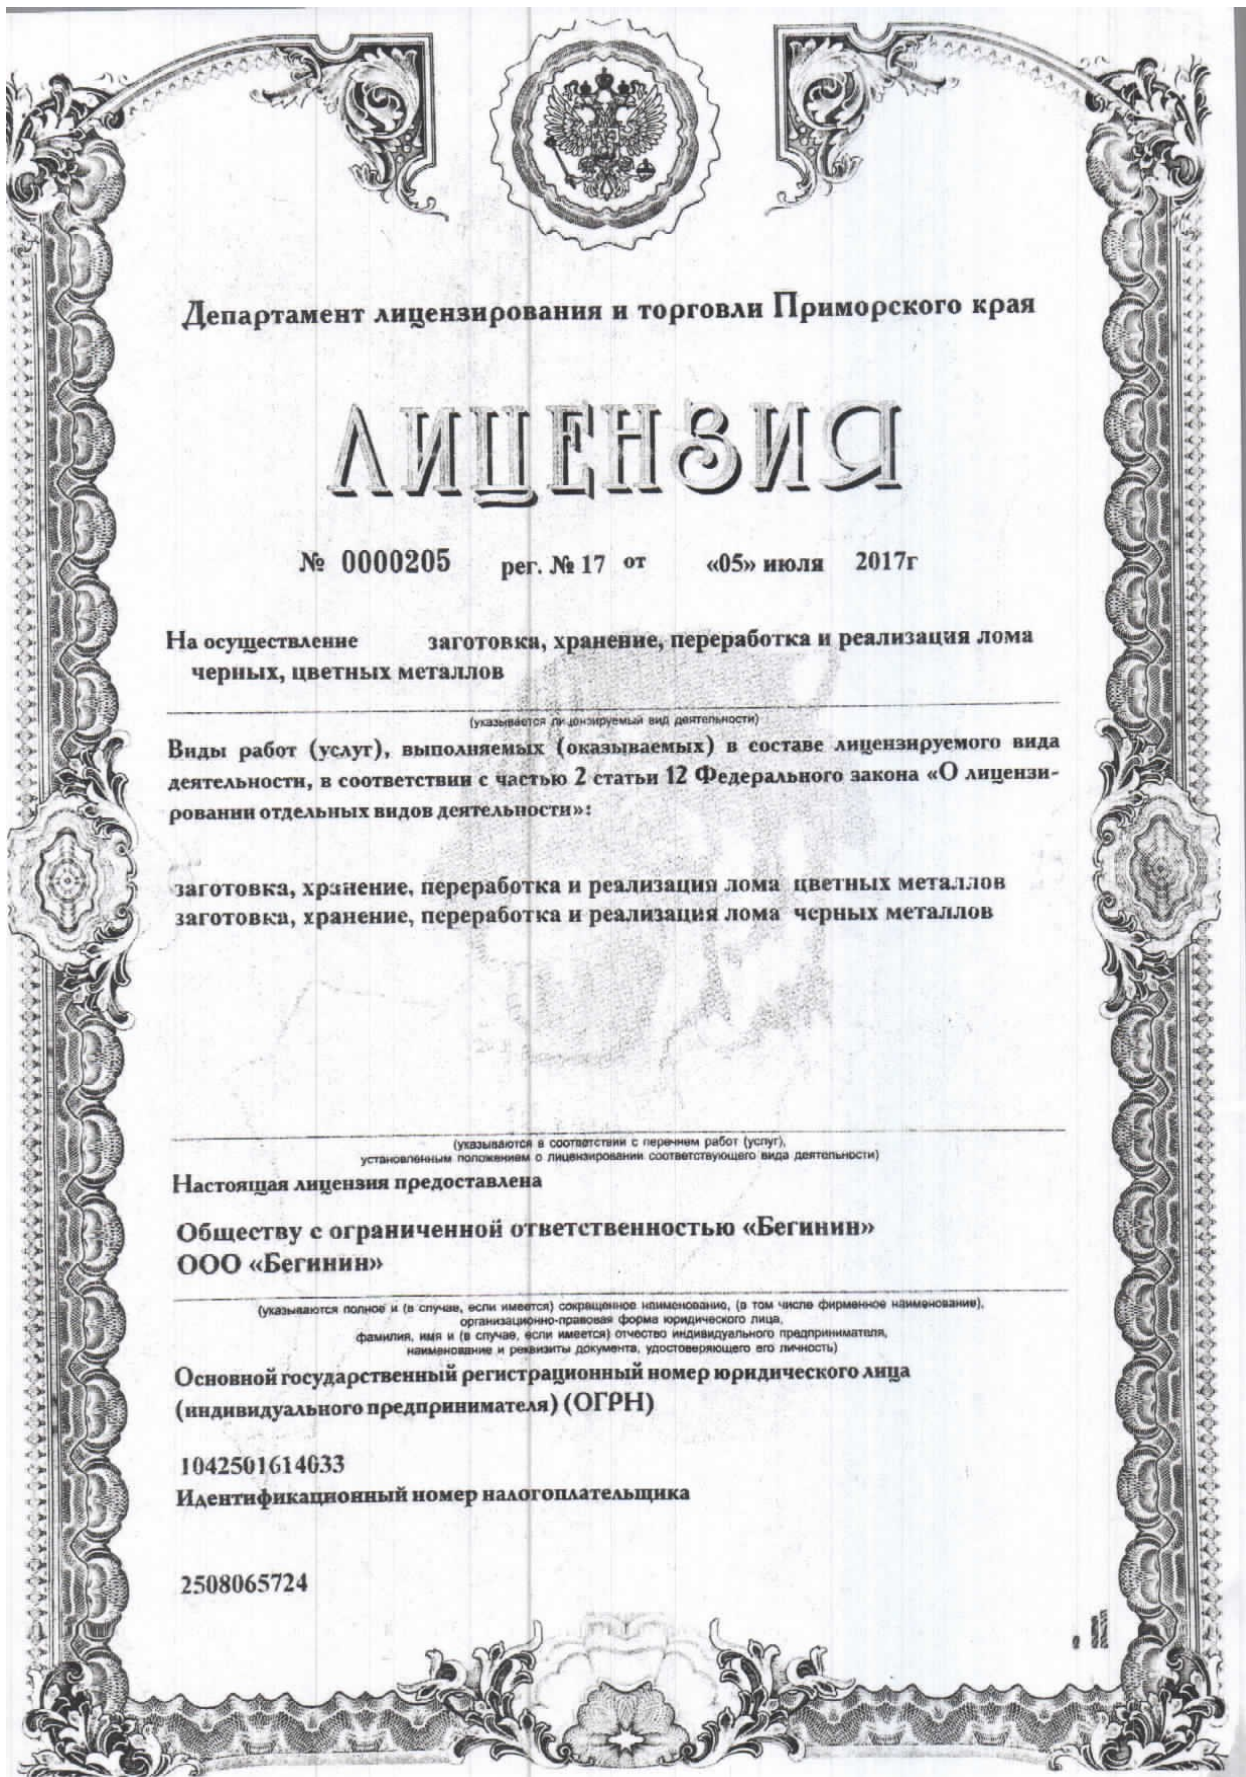 Департамент лицензирования и торговли Приморского края
ЛИЦЕНЗИЯ
№ 0000205 рег. № 17 от «05» июля 2017г
На осуществление заготовка, хранение, переработка и реализация лома
черных, цветных металлов
(указывается лицензируемый вид деятельности)
Виды работ (услуг), выполняемых (оказываемых) в составе лицензируемого вида
деятельности, в соответствии с частью 2 статьи 12 Федерального закона «О лицензи-
ровании отдельных видов деятельности»:
заготовка, хранение, переработка и реализация лома цветных металлов
заготовка, хранение, переработка и реализация лома черных металлов
(указываются в соответствии с перечнем работ (услуг),
установленным положением о лицензировании соответствующего вида деятельности)
Настоящая лицензия предоставлена
Обществу с ограниченной ответственностью «Бегинин»
ООО «Бегинин»
(указываются полное и (в случае, если имеется) сокращенное наименование, (в том числе фирменное наименование),
организационно-правовая форма юридического лица,
фамилия, имя и (в случае, если имеется) отчество индивидуального предпринимателя,
наименование и реквизиты документа, удостоверяющего его личность)
Основной государственный регистрационный номер юридического лица
(индивидуального предпринимателя) (ОГРН)
1042501614033
Идентификационный номер налогоплательщика
2508065724